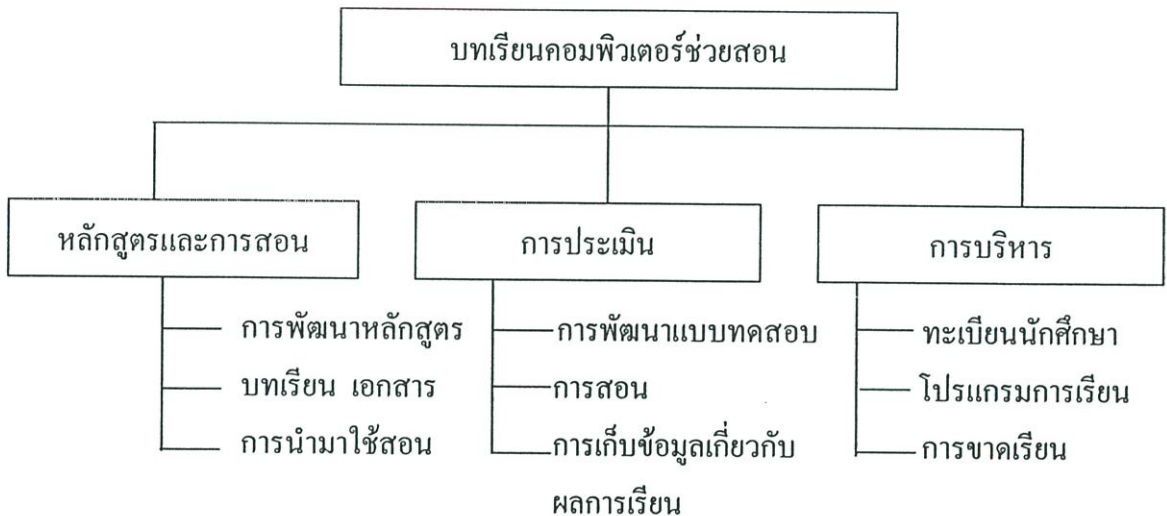 บทเรียนคอมพิวเตอร์ช่วยสอน
หลักสูตรและการสอน
การพัฒนาหลักสูตร
บทเรียน เอกสาร
การนำมาใช้สอน
การประเมิน
การพัฒนาแบบทดสอบ
การสอน
การเก็บข้อมูลเกี่ยวกับ
ผลการเรียน
การบริหาร
ทะเบียนนักศึกษา
โปรแกรมการเรียน
การขาดเรียน